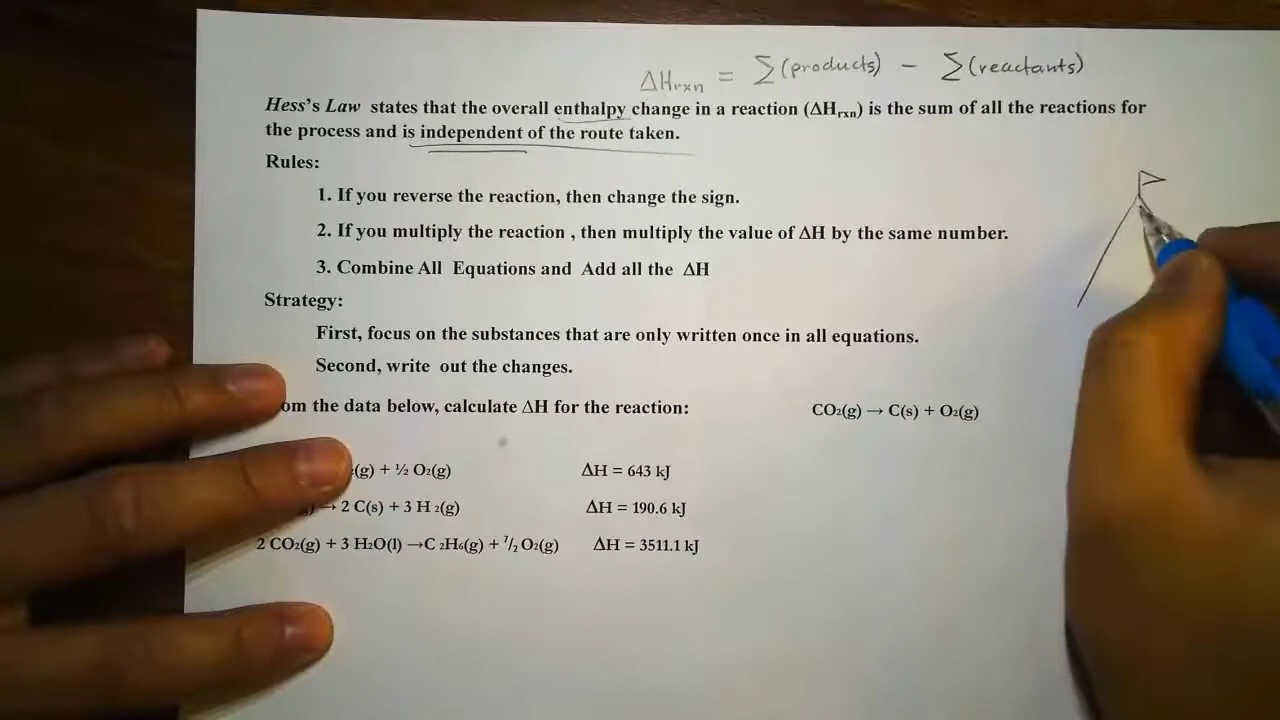 ΔHrxn = Σ(products) - Σ(reactants)
Hess's Law states that the overall enthalpy change in a reaction (ΔHrxn) is the sum of all the reactions for
the process and is independent of the route taken.
Rules:
1. If you reverse the reaction, then change the sign.
2. If you multiply the reaction , then multiply the value of ΔH by the same number.
3. Combine All Equations and Add all the ΔH
Strategy:
First, focus on the substances that are only written once in all equations.
Second, write out the changes.
om the data below, calculate ΔH for the reaction: CO₂(g) → C(s) + O₂(g)
(g) + ½ O₂(g) ΔH = 643 kJ
→ 2 C(s) + 3 H ₂(g) ΔH = 190.6 kJ
2 CO₂(g) + 3 H₂O(l) →C ₂H₆(g) + ⁷/₂ O₂(g) ΔH = 3511.1 kJ